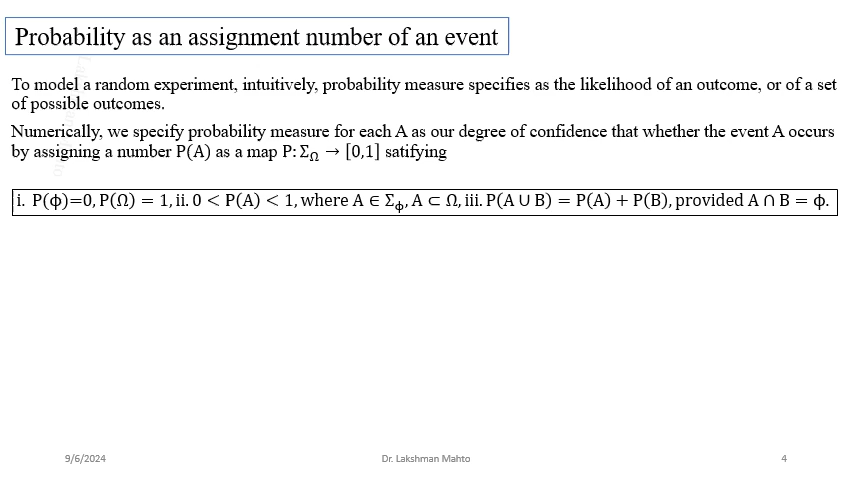 Probability as an assignment number of an event
To model a random experiment, intuitively, probability measure specifies as the likelihood of an outcome, or of a set
of possible outcomes.
Numerically, we specify probability measure for each A as our degree of confidence that whether the event A occurs
by assigning a number P(A) as a map P: Σ_Ω → [0,1] satifying
i. P(ϕ)=0, P(Ω) = 1, ii. 0 < P(A) < 1, where A ∈ Σ_ϕ, A ⊂ Ω, iii. P(A ∪ B) = P(A) + P(B), provided A ∩ B = ϕ.
9/6/2024
Dr. Lakshman Mahto
4